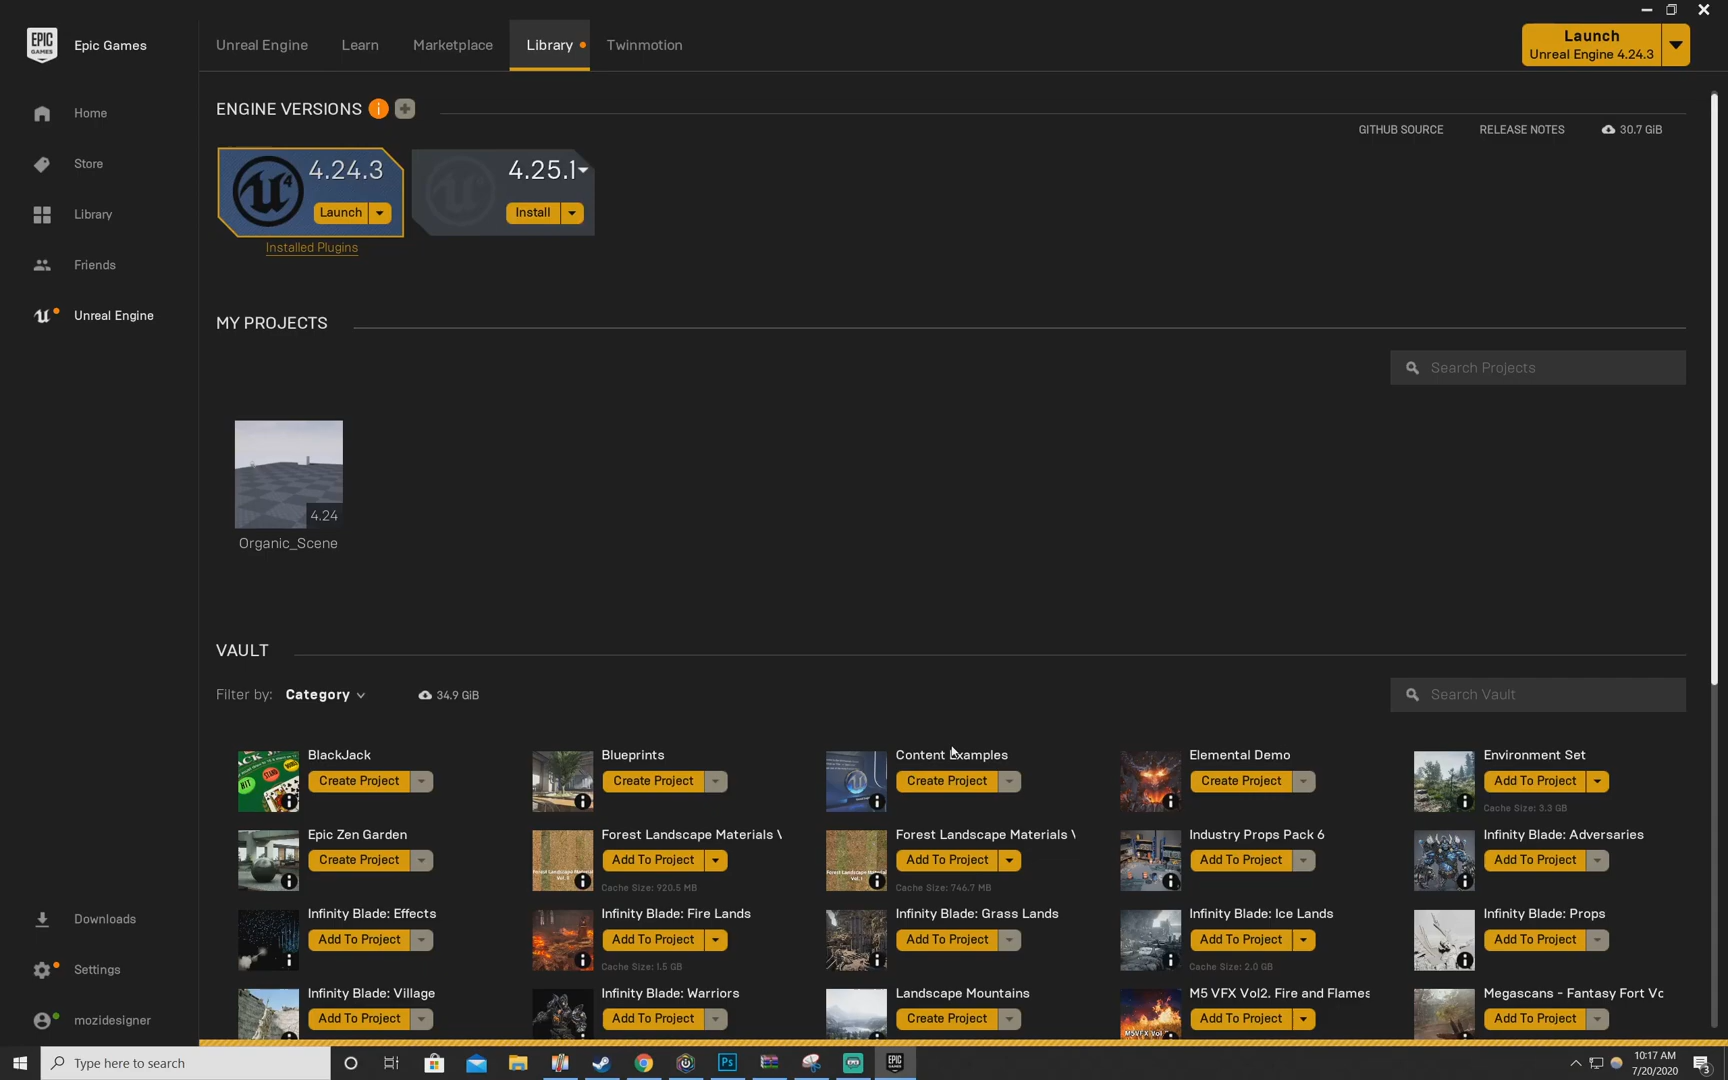 EPIC GAMES
Epic Games
Unreal Engine
Learn
Marketplace
Library
Twinmotion
Launch
Unreal Engine 4.24.3
Home
Store
Library
Friends
Unreal Engine
ENGINE VERSIONS
GITHUB SOURCE
RELEASE NOTES
30.7 GiB
4.24.3
Launch
Installed Plugins
4.25.1
Install
MY PROJECTS
Search Projects
4.24
Organic_Scene
VAULT
Filter by: Category
34.9 GiB
Search Vault
BlackJack
Create Project
Blueprints
Create Project
Content Examples
Create Project
Elemental Demo
Create Project
Environment Set
Add To Project
Cache Size: 3.3 GB
Epic Zen Garden
Create Project
Forest Landscape Materials V
Add To Project
Cache Size: 920.5 MB
Forest Landscape Materials V
Add To Project
Cache Size: 746.7 MB
Industry Props Pack 6
Add To Project
Infinity Blade: Adversaries
Add To Project
Infinity Blade: Effects
Add To Project
Infinity Blade: Fire Lands
Add To Project
Cache Size: 1.5 GB
Infinity Blade: Grass Lands
Add To Project
Infinity Blade: Ice Lands
Add To Project
Cache Size: 2.0 GB
Infinity Blade: Props
Add To Project
Infinity Blade: Village
Add To Project
Infinity Blade: Warriors
Add To Project
Landscape Mountains
Create Project
M5 VFX Vol2. Fire and Flames
Add To Project
Megascans - Fantasy Fort Vc
Add To Project
Downloads
Settings
mozidesigner
Type here to search
Ps
10:17 AM
7/20/2020
3